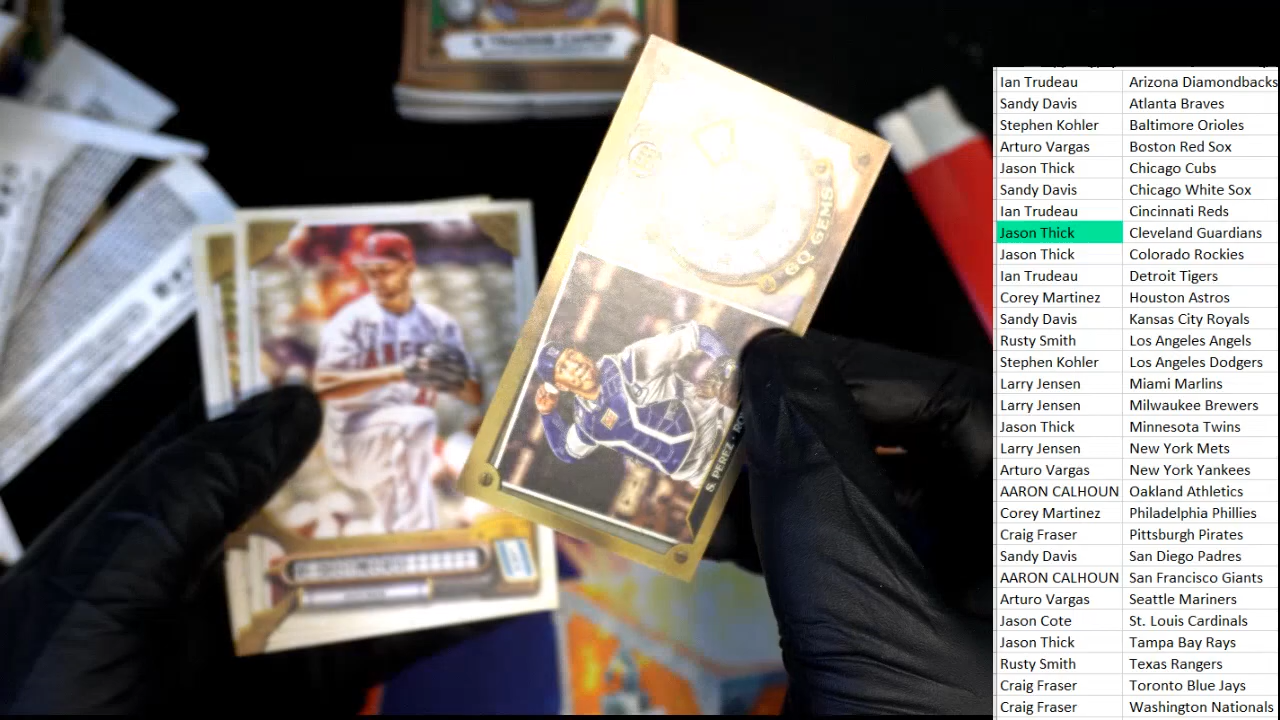 8 TRADING CARDS
GQ GEMS
S. PEREZ · RO
Ian Trudeau Arizona Diamondbacks
Sandy Davis Atlanta Braves
Stephen Kohler Baltimore Orioles
Arturo Vargas Boston Red Sox
Jason Thick Chicago Cubs
Sandy Davis Chicago White Sox
Ian Trudeau Cincinnati Reds
Jason Thick Cleveland Guardians
Jason Thick Colorado Rockies
Ian Trudeau Detroit Tigers
Corey Martinez Houston Astros
Sandy Davis Kansas City Royals
Rusty Smith Los Angeles Angels
Stephen Kohler Los Angeles Dodgers
Larry Jensen Miami Marlins
Larry Jensen Milwaukee Brewers
Jason Thick Minnesota Twins
Larry Jensen New York Mets
Arturo Vargas New York Yankees
AARON CALHOUN Oakland Athletics
Corey Martinez Philadelphia Phillies
Craig Fraser Pittsburgh Pirates
Sandy Davis San Diego Padres
AARON CALHOUN San Francisco Giants
Arturo Vargas Seattle Mariners
Jason Cote St. Louis Cardinals
Jason Thick Tampa Bay Rays
Rusty Smith Texas Rangers
Craig Fraser Toronto Blue Jays
Craig Fraser Washington Nationals